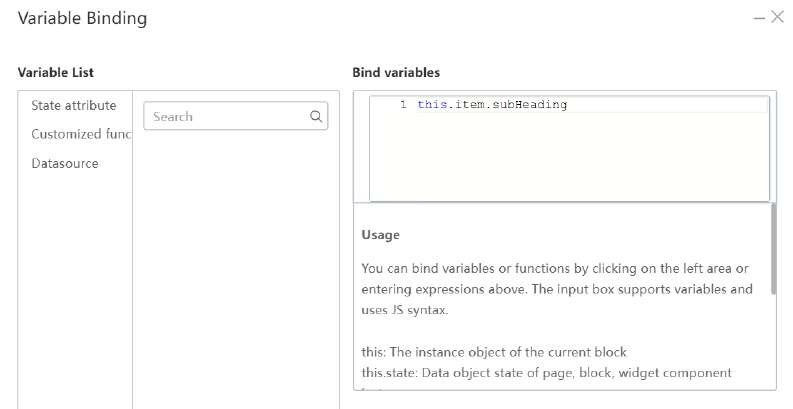 Variable Binding
Variable List
Bind variables
State attribute
Customized func
Datasource
Search
1 this.item.subHeading
Usage
You can bind variables or functions by clicking on the left area or
entering expressions above. The input box supports variables and
uses JS syntax.
this: The instance object of the current block
this.state: Data object state of page, block, widget component